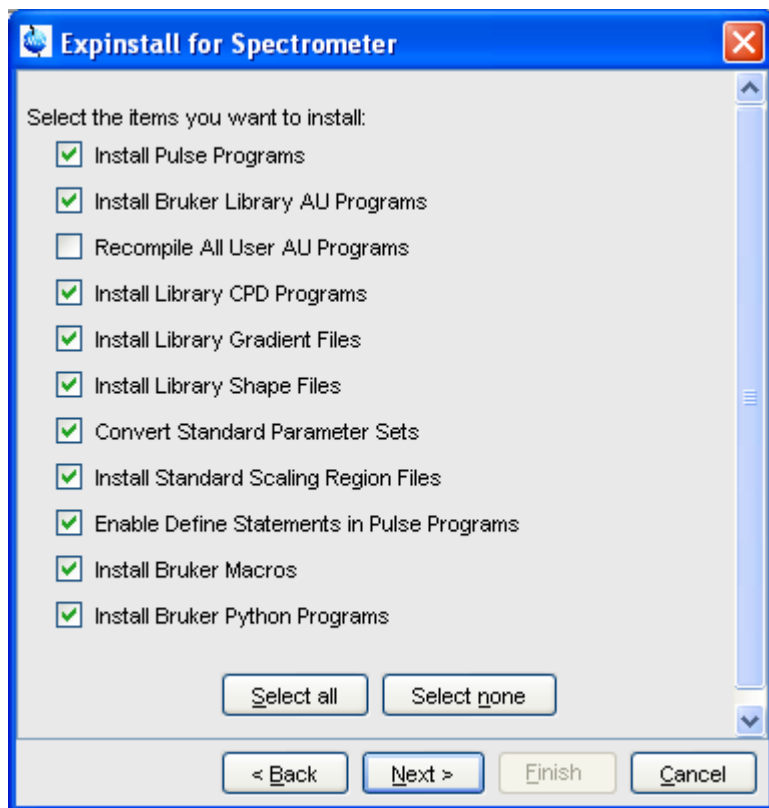 Expinstall for Spectrometer
Select the items you want to install:
Install Pulse Programs
Install Bruker Library AU Programs
Recompile All User AU Programs
Install Library CPD Programs
Install Library Gradient Files
Install Library Shape Files
Convert Standard Parameter Sets
Install Standard Scaling Region Files
Enable Define Statements in Pulse Programs
Install Bruker Macros
Install Bruker Python Programs
Select all Select none
< Back Next > Finish Cancel